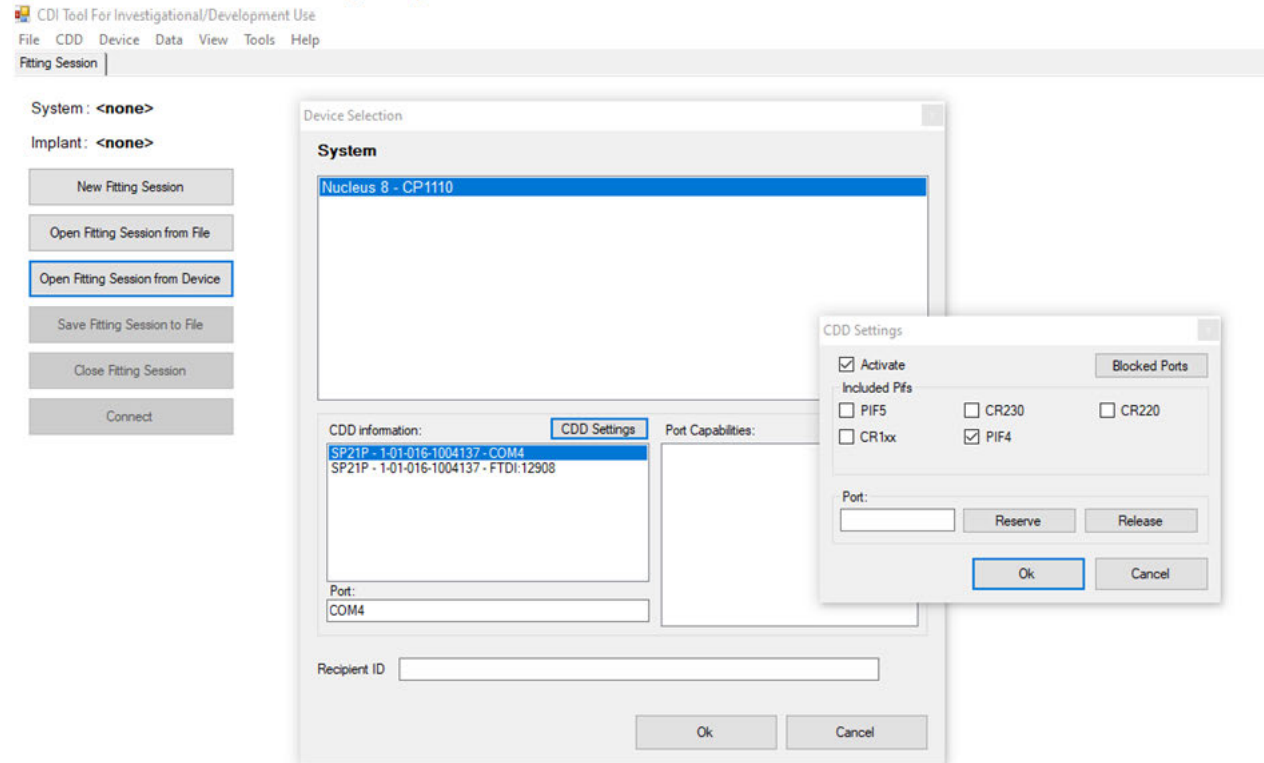 CDI Tool For Investigational/Development Use
File CDD Device Data View Tools Help
Fitting Session
System : <none>
Implant : <none>
New Fitting Session
Open Fitting Session from File
Open Fitting Session from Device
Save Fitting Session to File
Close Fitting Session
Connect
Device Selection
System
Nucleus 8 - CP1110
CDD information:
CDD Settings
SP21P - 1-01-016-1004137 - COM4
SP21P - 1-01-016-1004137 - FTDI:12908
Port:
COM4
Port Capabilities:
Recipient ID
Ok
Cancel
CDD Settings
Activate
Blocked Ports
Included Pifs
PIF5
CR230
CR220
CR1xx
PIF4
Port:
Reserve
Release
Ok
Cancel